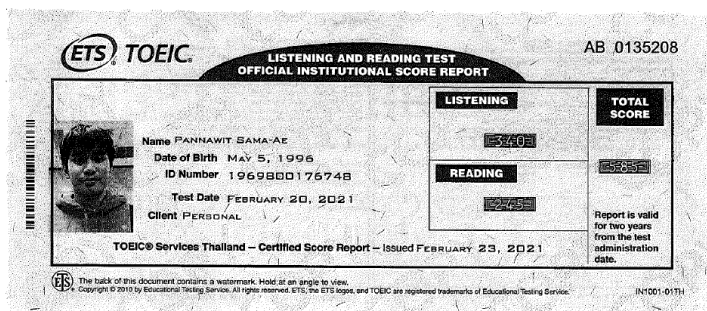 ETS® TOEIC®
LISTENING AND READING TEST
OFFICIAL INSTITUTIONAL SCORE REPORT
AB 0135208
Name PANNAWIT SAMA-AE
Date of Birth MAY 5, 1996
ID Number 1969800176748
Test Date FEBRUARY 20, 2021
Client PERSONAL
LISTENING
340
READING
245
TOTAL
SCORE
585
Report is valid
for two years
from the test
administration
date.
TOEIC® Services Thailand – Certified Score Report – Issued FEBRUARY 23, 2021
ETS®
The back of this document contains a watermark. Hold at an angle to view.
Copyright © 2010 by Educational Testing Service. All rights reserved. ETS, the ETS logos, and TOEIC are registered trademarks of Educational Testing Service.
IN1001-01TH